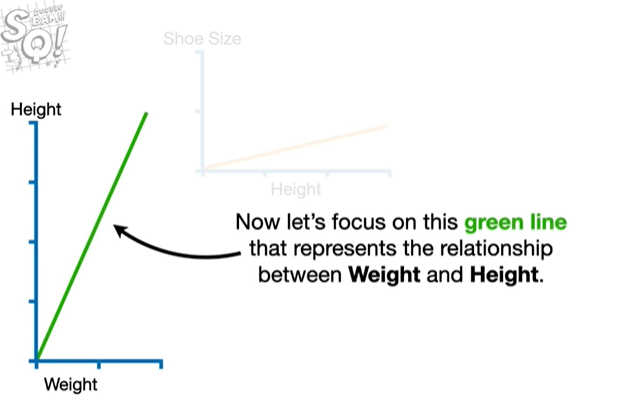 Shoe Size
Height
Height
Now let's focus on this green line
that represents the relationship
between Weight and Height.
Weight